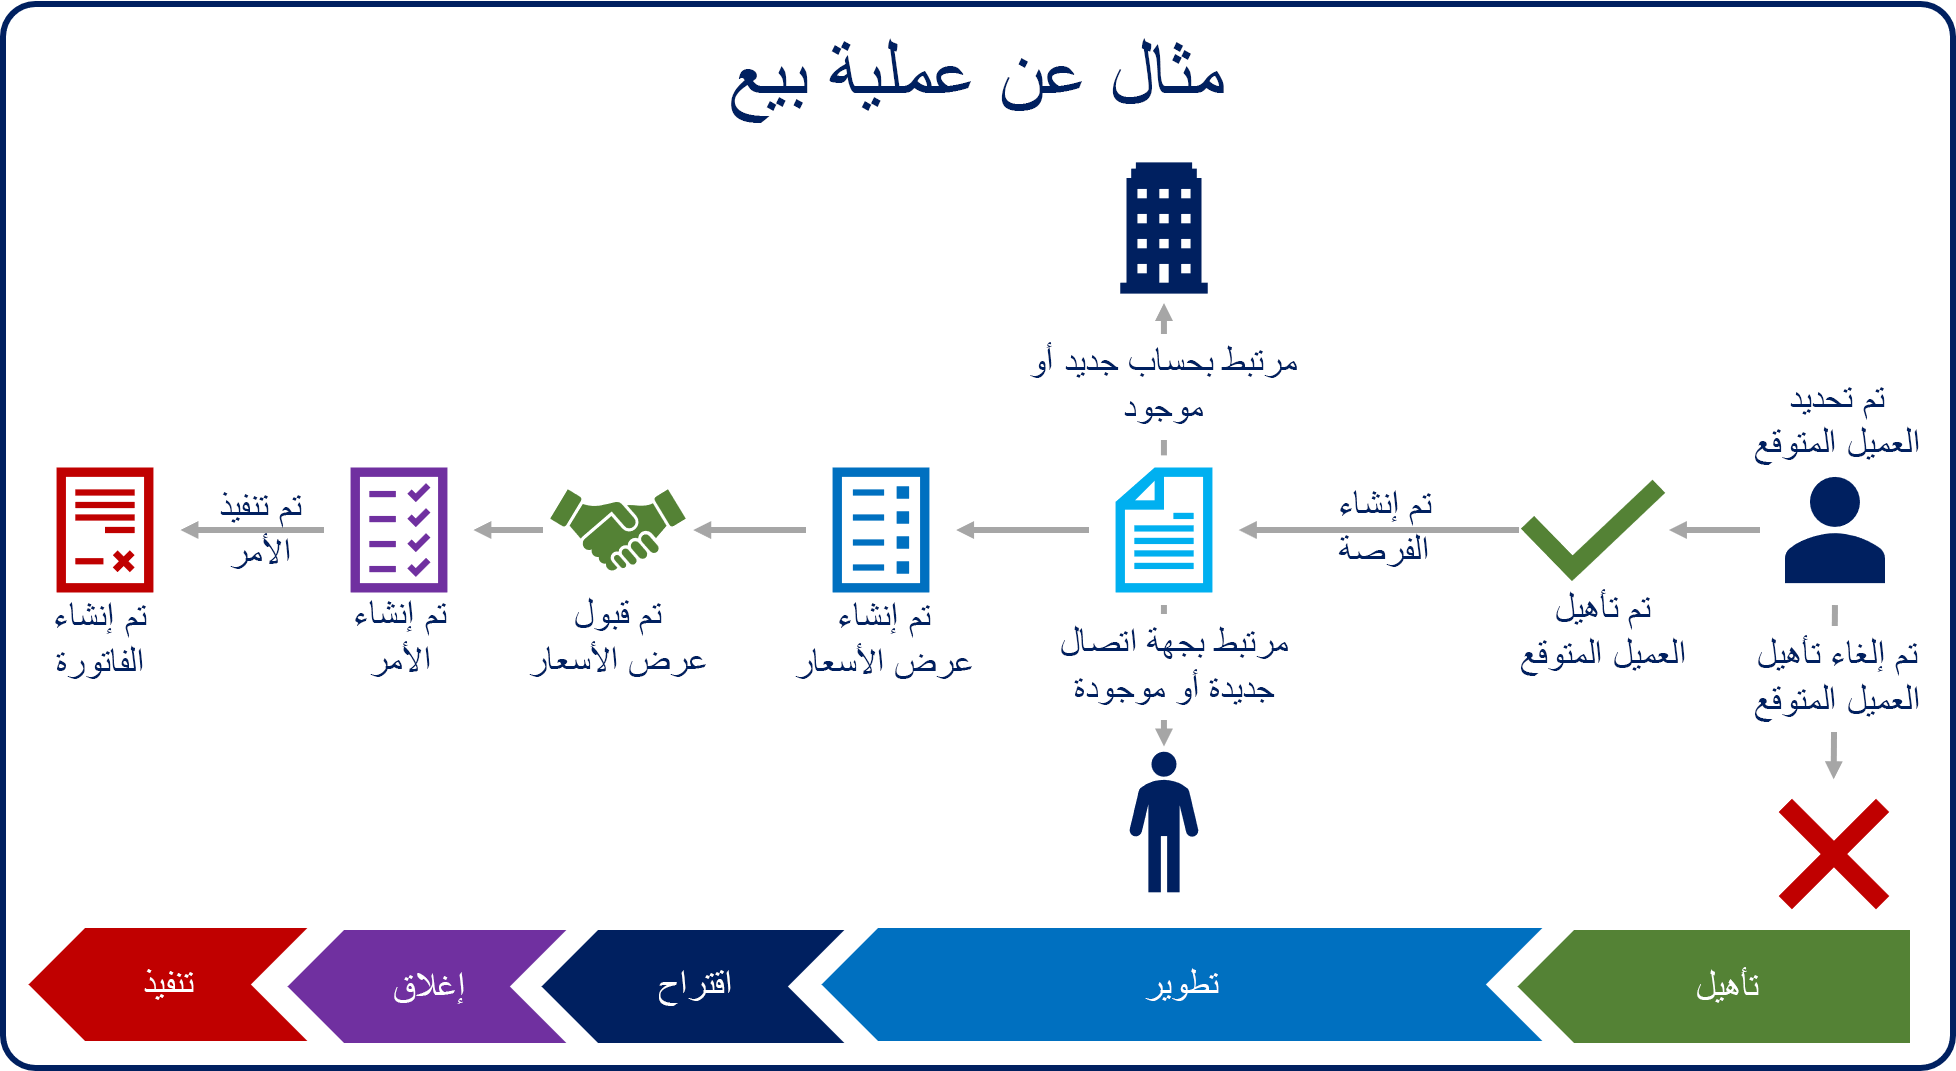 مثال عن عملية بيع
تم تحديد
العميل المتوقع
تم إلغاء تأهيل
العميل المتوقع
تم تأهيل
العميل المتوقع
تم إنشاء
الفرصة
مرتبط بحساب جديد أو
موجود
مرتبط بجهة اتصال
جديدة أو موجودة
تم إنشاء
عرض الأسعار
تم قبول
عرض الأسعار
تم إنشاء
الأمر
تم تنفيذ
الأمر
تم إنشاء
الفاتورة
تأهيل
تطوير
اقتراح
إغلاق
تنفيذ